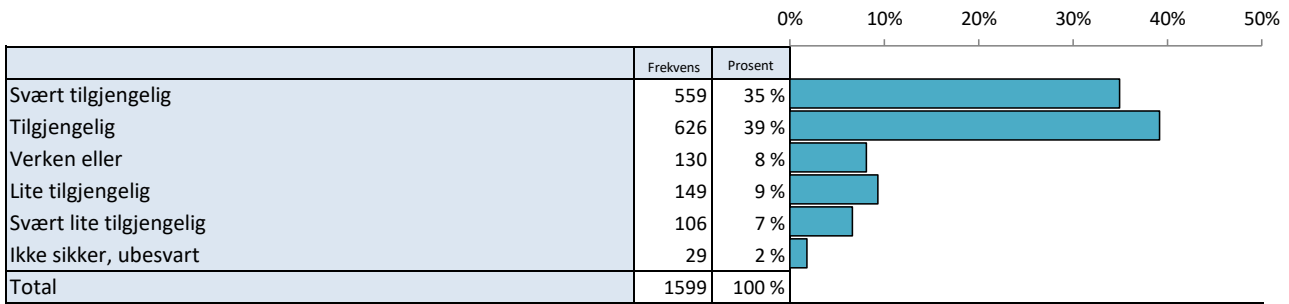 0% 10% 20% 30% 40% 50%
Frekvens Prosent
Svært tilgjengelig 559 35 %
Tilgjengelig 626 39 %
Verken eller 130 8 %
Lite tilgjengelig 149 9 %
Svært lite tilgjengelig 106 7 %
Ikke sikker, ubesvart 29 2 %
Total 1599 100 %